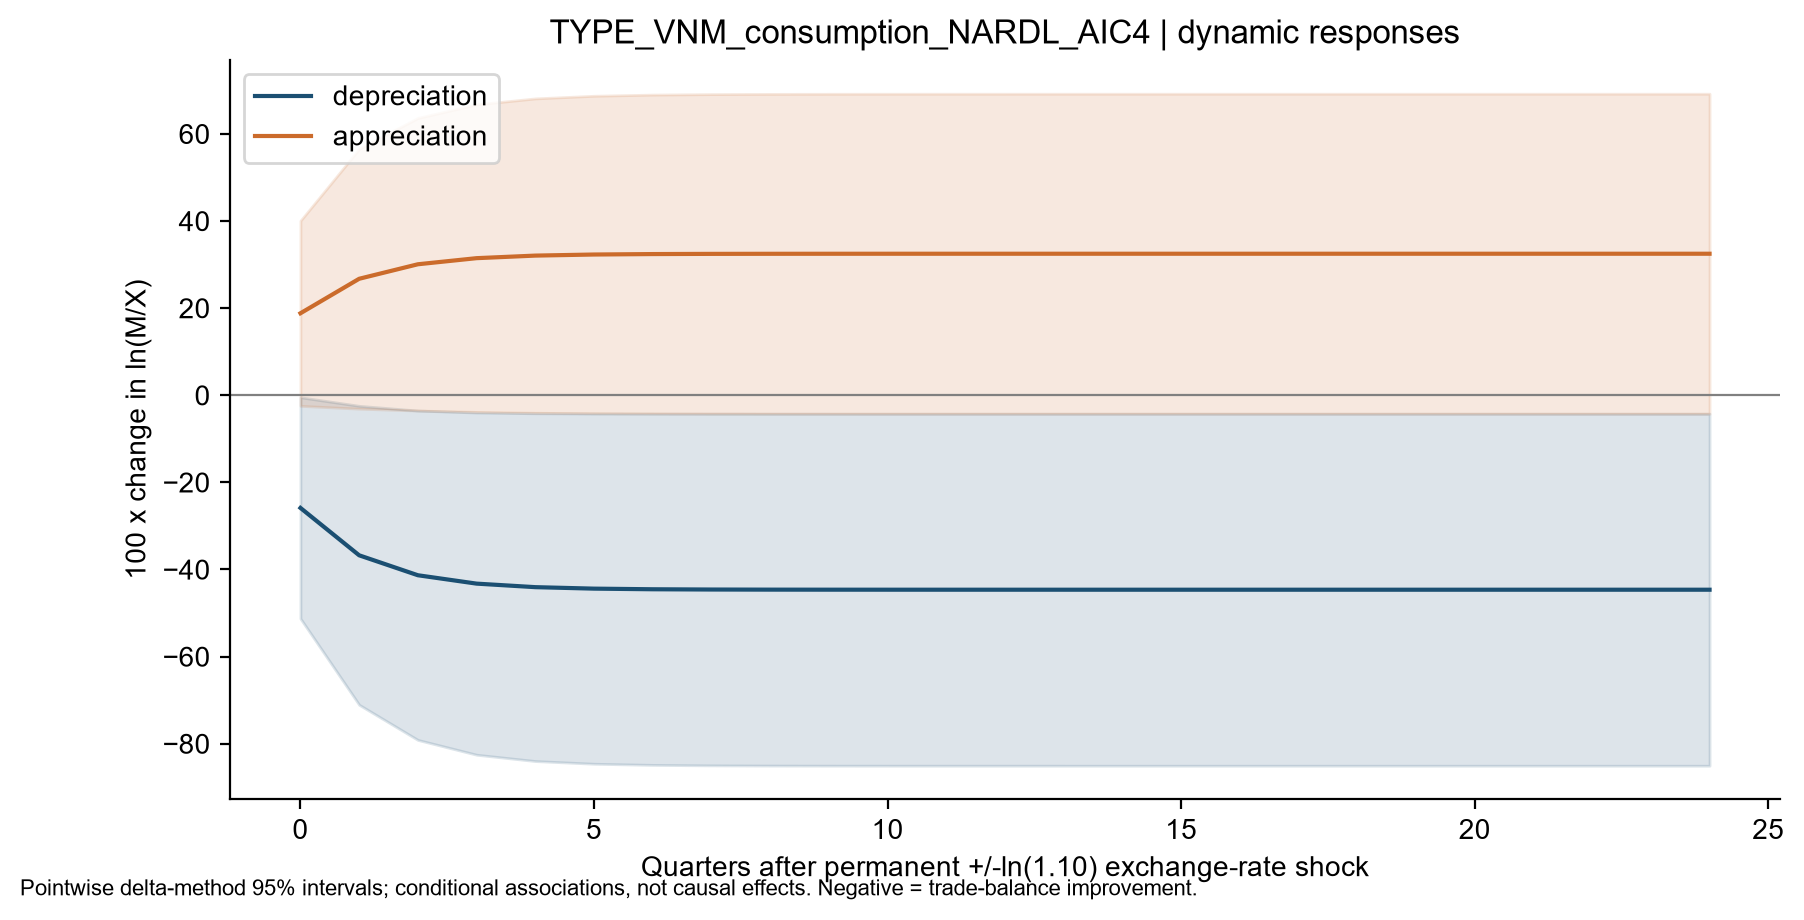 TYPE_VNM_consumption_NARDL_AIC4 | dynamic responses
depreciation
appreciation
100 x change in ln(M/X)
60
40
20
0
−20
−40
−60
−80
0 5 10 15 20 25
Quarters after permanent +/-ln(1.10) exchange-rate shock
Pointwise delta-method 95% intervals; conditional associations, not causal effects. Negative = trade-balance improvement.